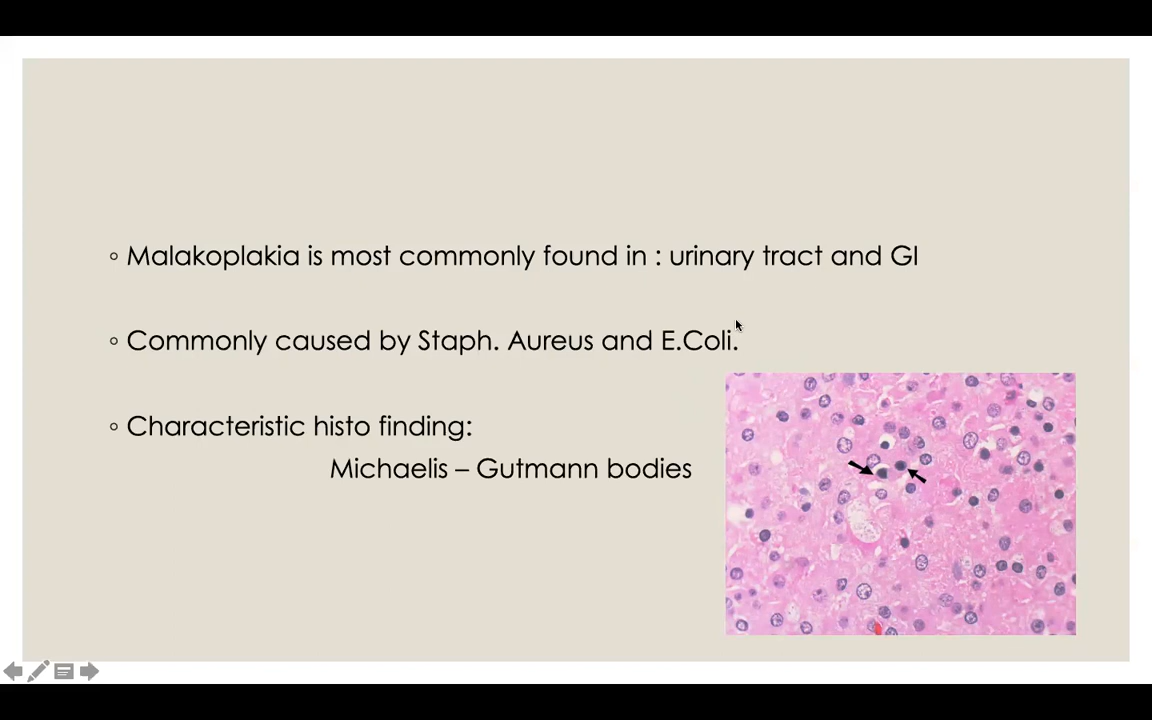 ◦ Malakoplakia is most commonly found in : urinary tract and GI
◦ Commonly caused by Staph. Aureus and E.Coli.
◦ Characteristic histo finding:
Michaelis – Gutmann bodies